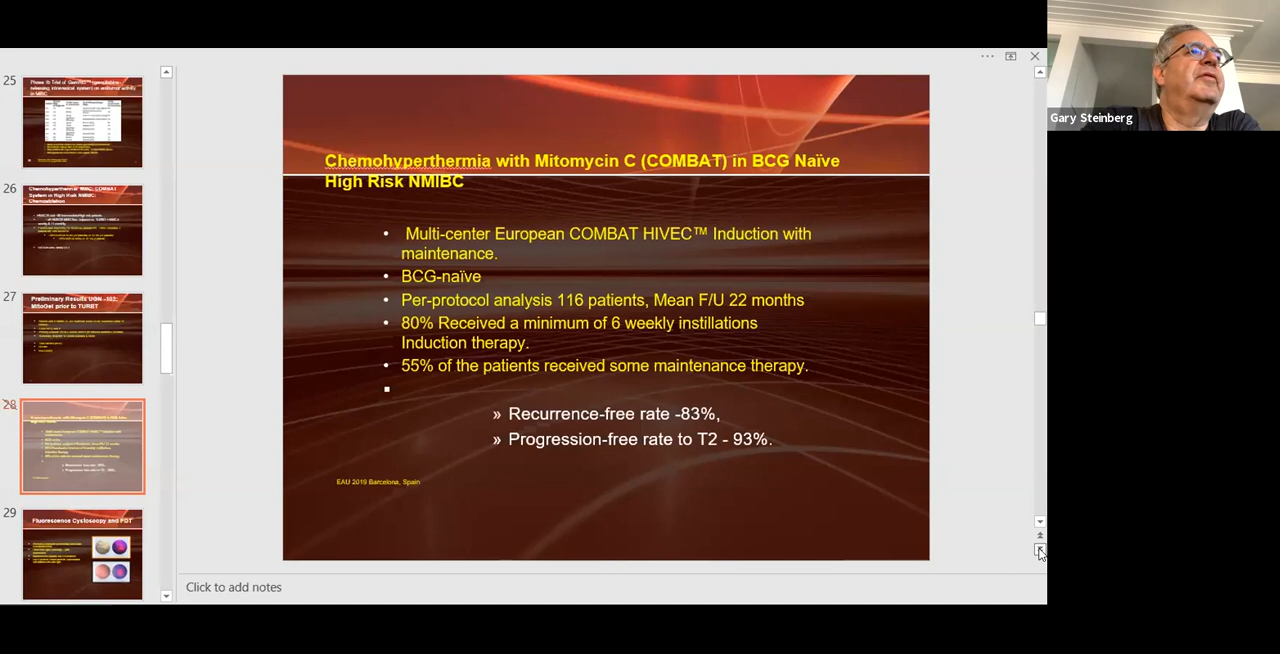 Gary Steinberg
25
26
27
Preliminary Results UGN -102:
MitoGel prior to TURBT
28
29
Fluorescence Cystoscopy and PDT
Chemohyperthermia with Mitomycin C (COMBAT) in BCG Naïve
High Risk NMIBC
• Multi-center European COMBAT HIVEC™ Induction with
maintenance.
• BCG-naïve
• Per-protocol analysis 116 patients, Mean F/U 22 months
• 80% Received a minimum of 6 weekly instillations
Induction therapy.
• 55% of the patients received some maintenance therapy.
» Recurrence-free rate -83%,
» Progression-free rate to T2 - 93%.
EAU 2019 Barcelona, Spain
Click to add notes